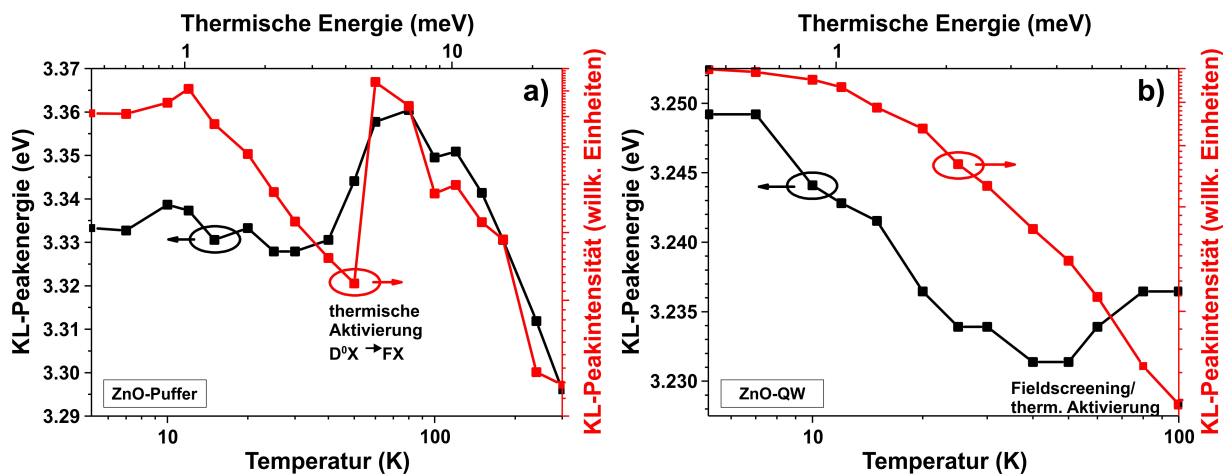 Thermische Energie (meV)
1
10
3.37
3.36
3.35
3.34
3.33
3.32
3.31
3.30
3.29
KL-Peakenergie (eV)
KL-Peakintensität (willk. Einheiten)
a)
thermische
Aktivierung
D⁰X → FX
ZnO-Puffer
10
100
Temperatur (K)
Thermische Energie (meV)
1
3.250
3.245
3.240
3.235
3.230
KL-Peakenergie (eV)
KL-Peakintensität (willk. Einheiten)
b)
Fieldscreening/
therm. Aktivierung
ZnO-QW
10
100
Temperatur (K)